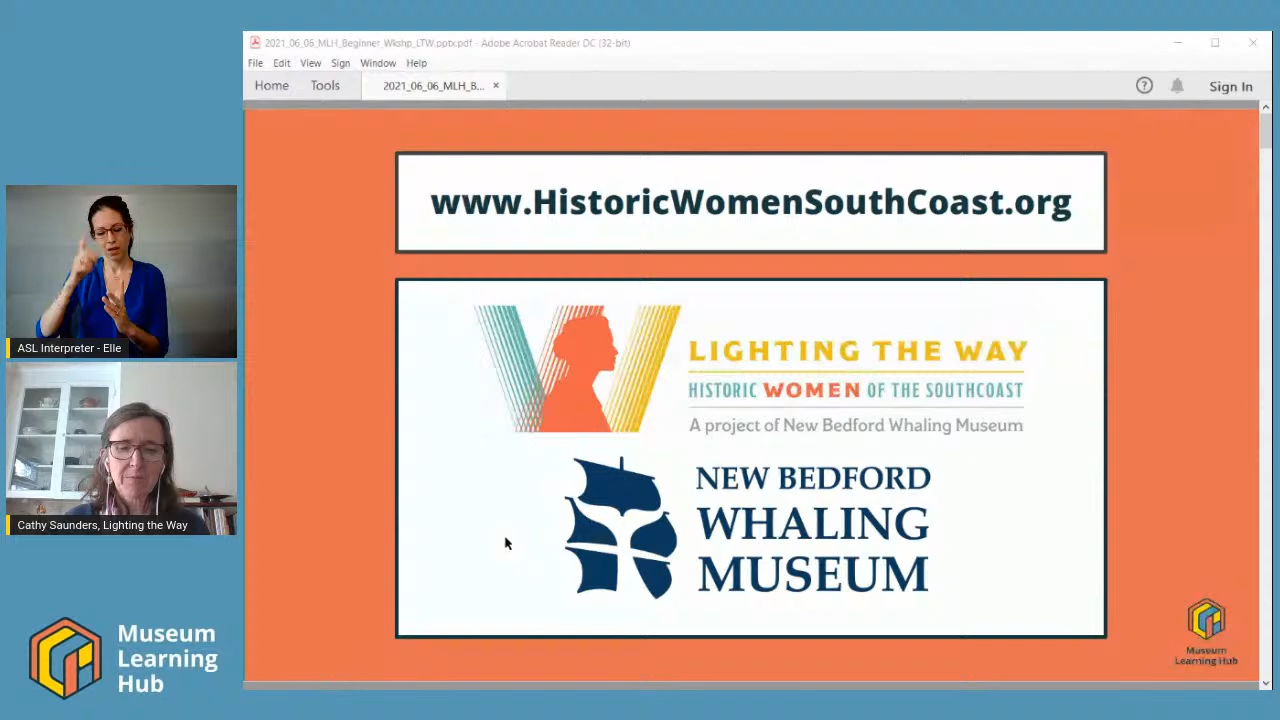 2021_06_06_MLH_Beginner_Wkshp_LTW.pptx.pdf - Adobe Acrobat Reader DC (32-bit)
File Edit View Sign Window Help
Home Tools 2021_06_06_MLH_B... × Sign In
www.HistoricWomenSouthCoast.org
LIGHTING THE WAY
HISTORIC WOMEN OF THE SOUTHCOAST
A project of New Bedford Whaling Museum
NEW BEDFORD
WHALING
MUSEUM
Museum
Learning Hub
ASL Interpreter - Elle
Cathy Saunders, Lighting the Way
Museum
Learning
Hub